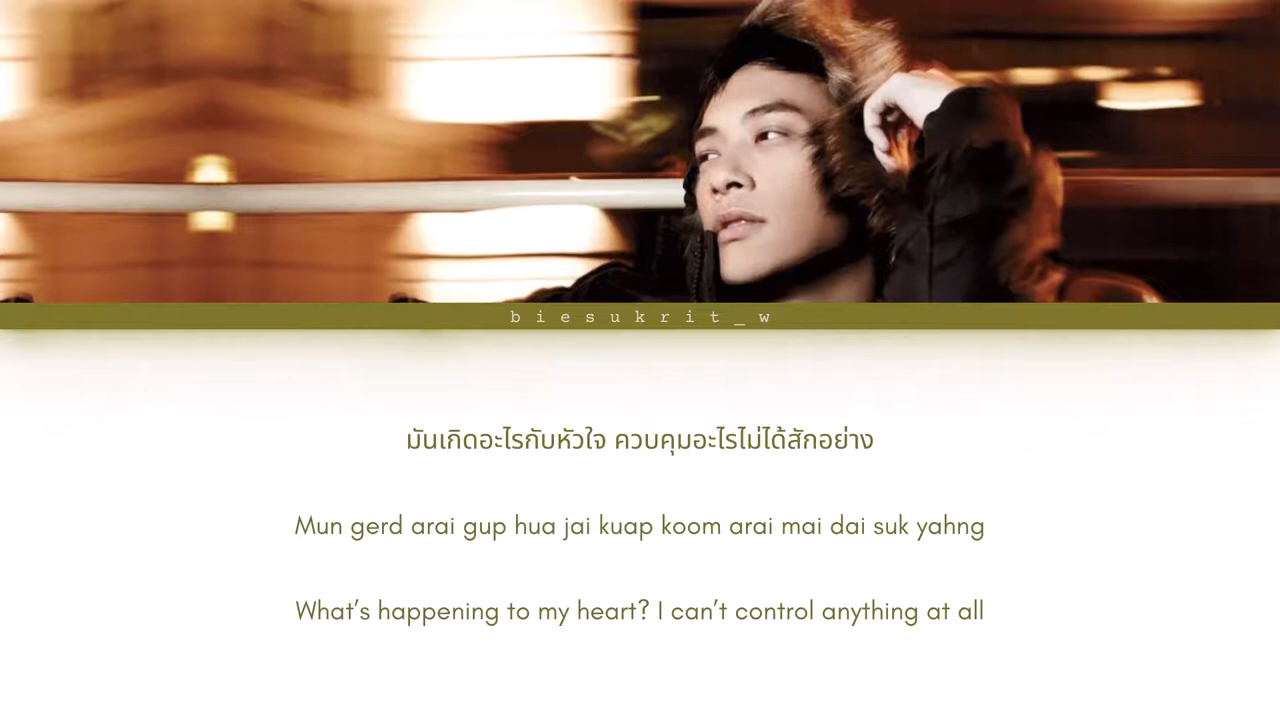 biesukrit_w
มันเกิดอะไรกับหัวใจ ควบคุมอะไรไม่ได้สักอย่าง
Mun gerd arai gup hua jai kuap koom arai mai dai suk yahng
What's happening to my heart? I can't control anything at all